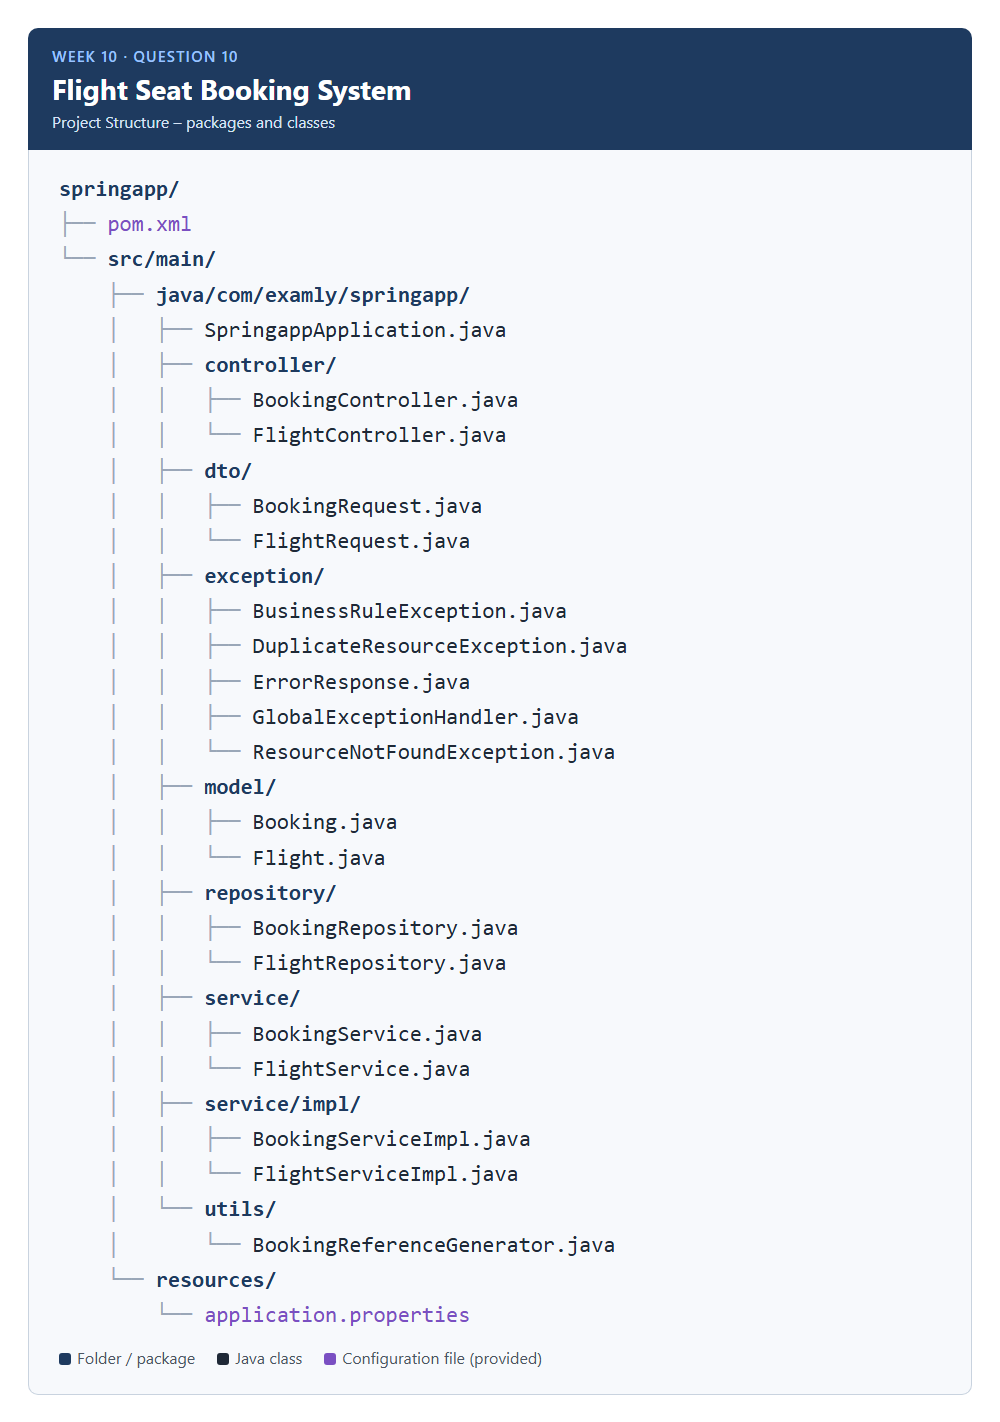 WEEK 10 · QUESTION 10
Flight Seat Booking System
Project Structure – packages and classes
springapp/
├── pom.xml
└── src/main/
    ├── java/com/examly/springapp/
    │   ├── SpringappApplication.java
    │   ├── controller/
    │   │   ├── BookingController.java
    │   │   └── FlightController.java
    │   ├── dto/
    │   │   ├── BookingRequest.java
    │   │   └── FlightRequest.java
    │   ├── exception/
    │   │   ├── BusinessRuleException.java
    │   │   ├── DuplicateResourceException.java
    │   │   ├── ErrorResponse.java
    │   │   ├── GlobalExceptionHandler.java
    │   │   └── ResourceNotFoundException.java
    │   ├── model/
    │   │   ├── Booking.java
    │   │   └── Flight.java
    │   ├── repository/
    │   │   ├── BookingRepository.java
    │   │   └── FlightRepository.java
    │   ├── service/
    │   │   ├── BookingService.java
    │   │   └── FlightService.java
    │   ├── service/impl/
    │   │   ├── BookingServiceImpl.java
    │   │   └── FlightServiceImpl.java
    │   └── utils/
    │       └── BookingReferenceGenerator.java
    └── resources/
        └── application.properties
Folder / package Java class Configuration file (provided)